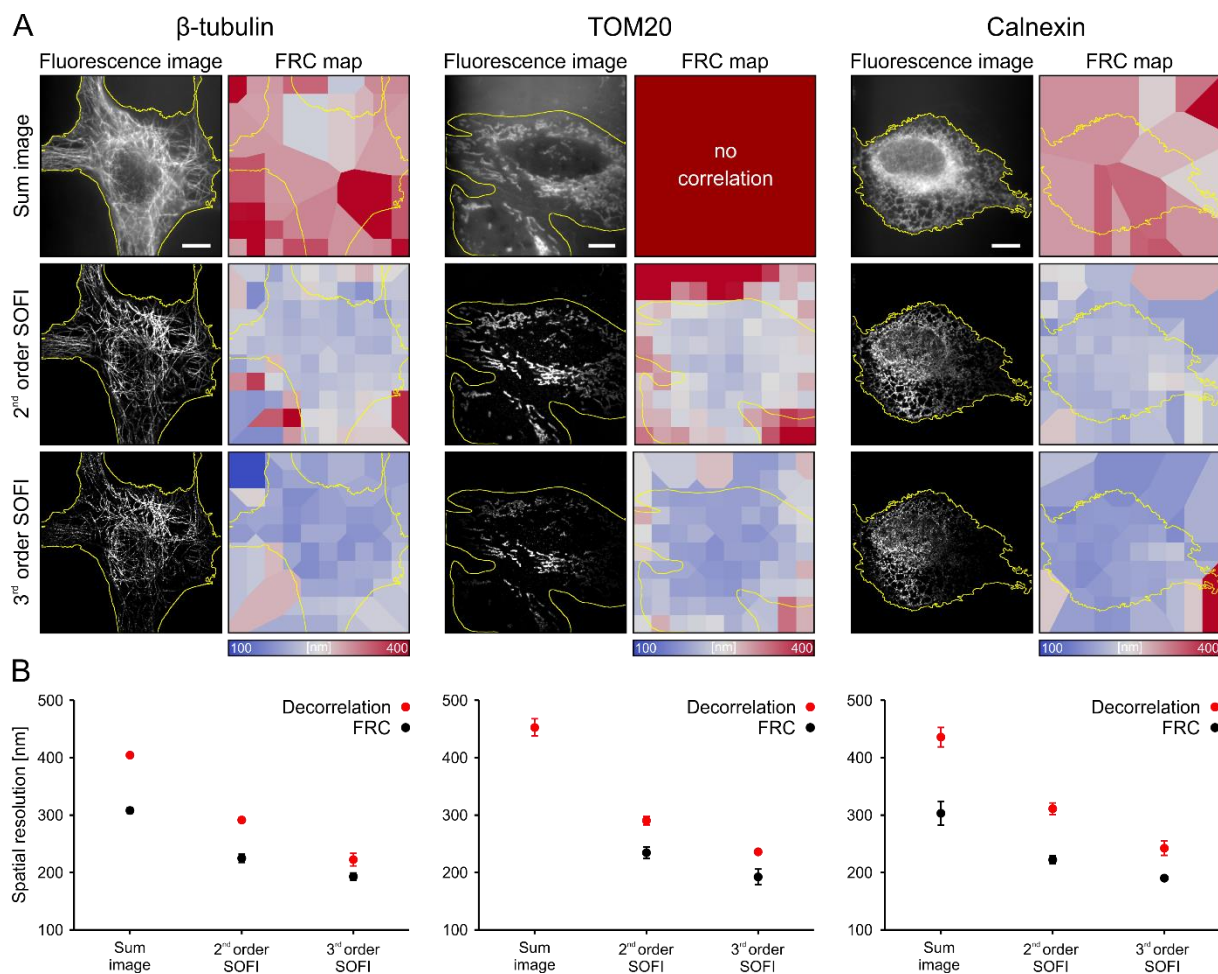 A
β-tubulin
TOM20
Calnexin
Fluorescence image
FRC map
Fluorescence image
FRC map
Fluorescence image
FRC map
Sum image
no
correlation
2nd order SOFI
3rd order SOFI
100 [nm] 400
100 [nm] 400
100 [nm] 400
B
Spatial resolution [nm]
500
400
300
200
100
Decorrelation
FRC
Sum
image
2nd order
SOFI
3rd order
SOFI
500
400
300
200
100
Decorrelation
FRC
Sum
image
2nd order
SOFI
3rd order
SOFI
500
400
300
200
100
Decorrelation
FRC
Sum
image
2nd order
SOFI
3rd order
SOFI